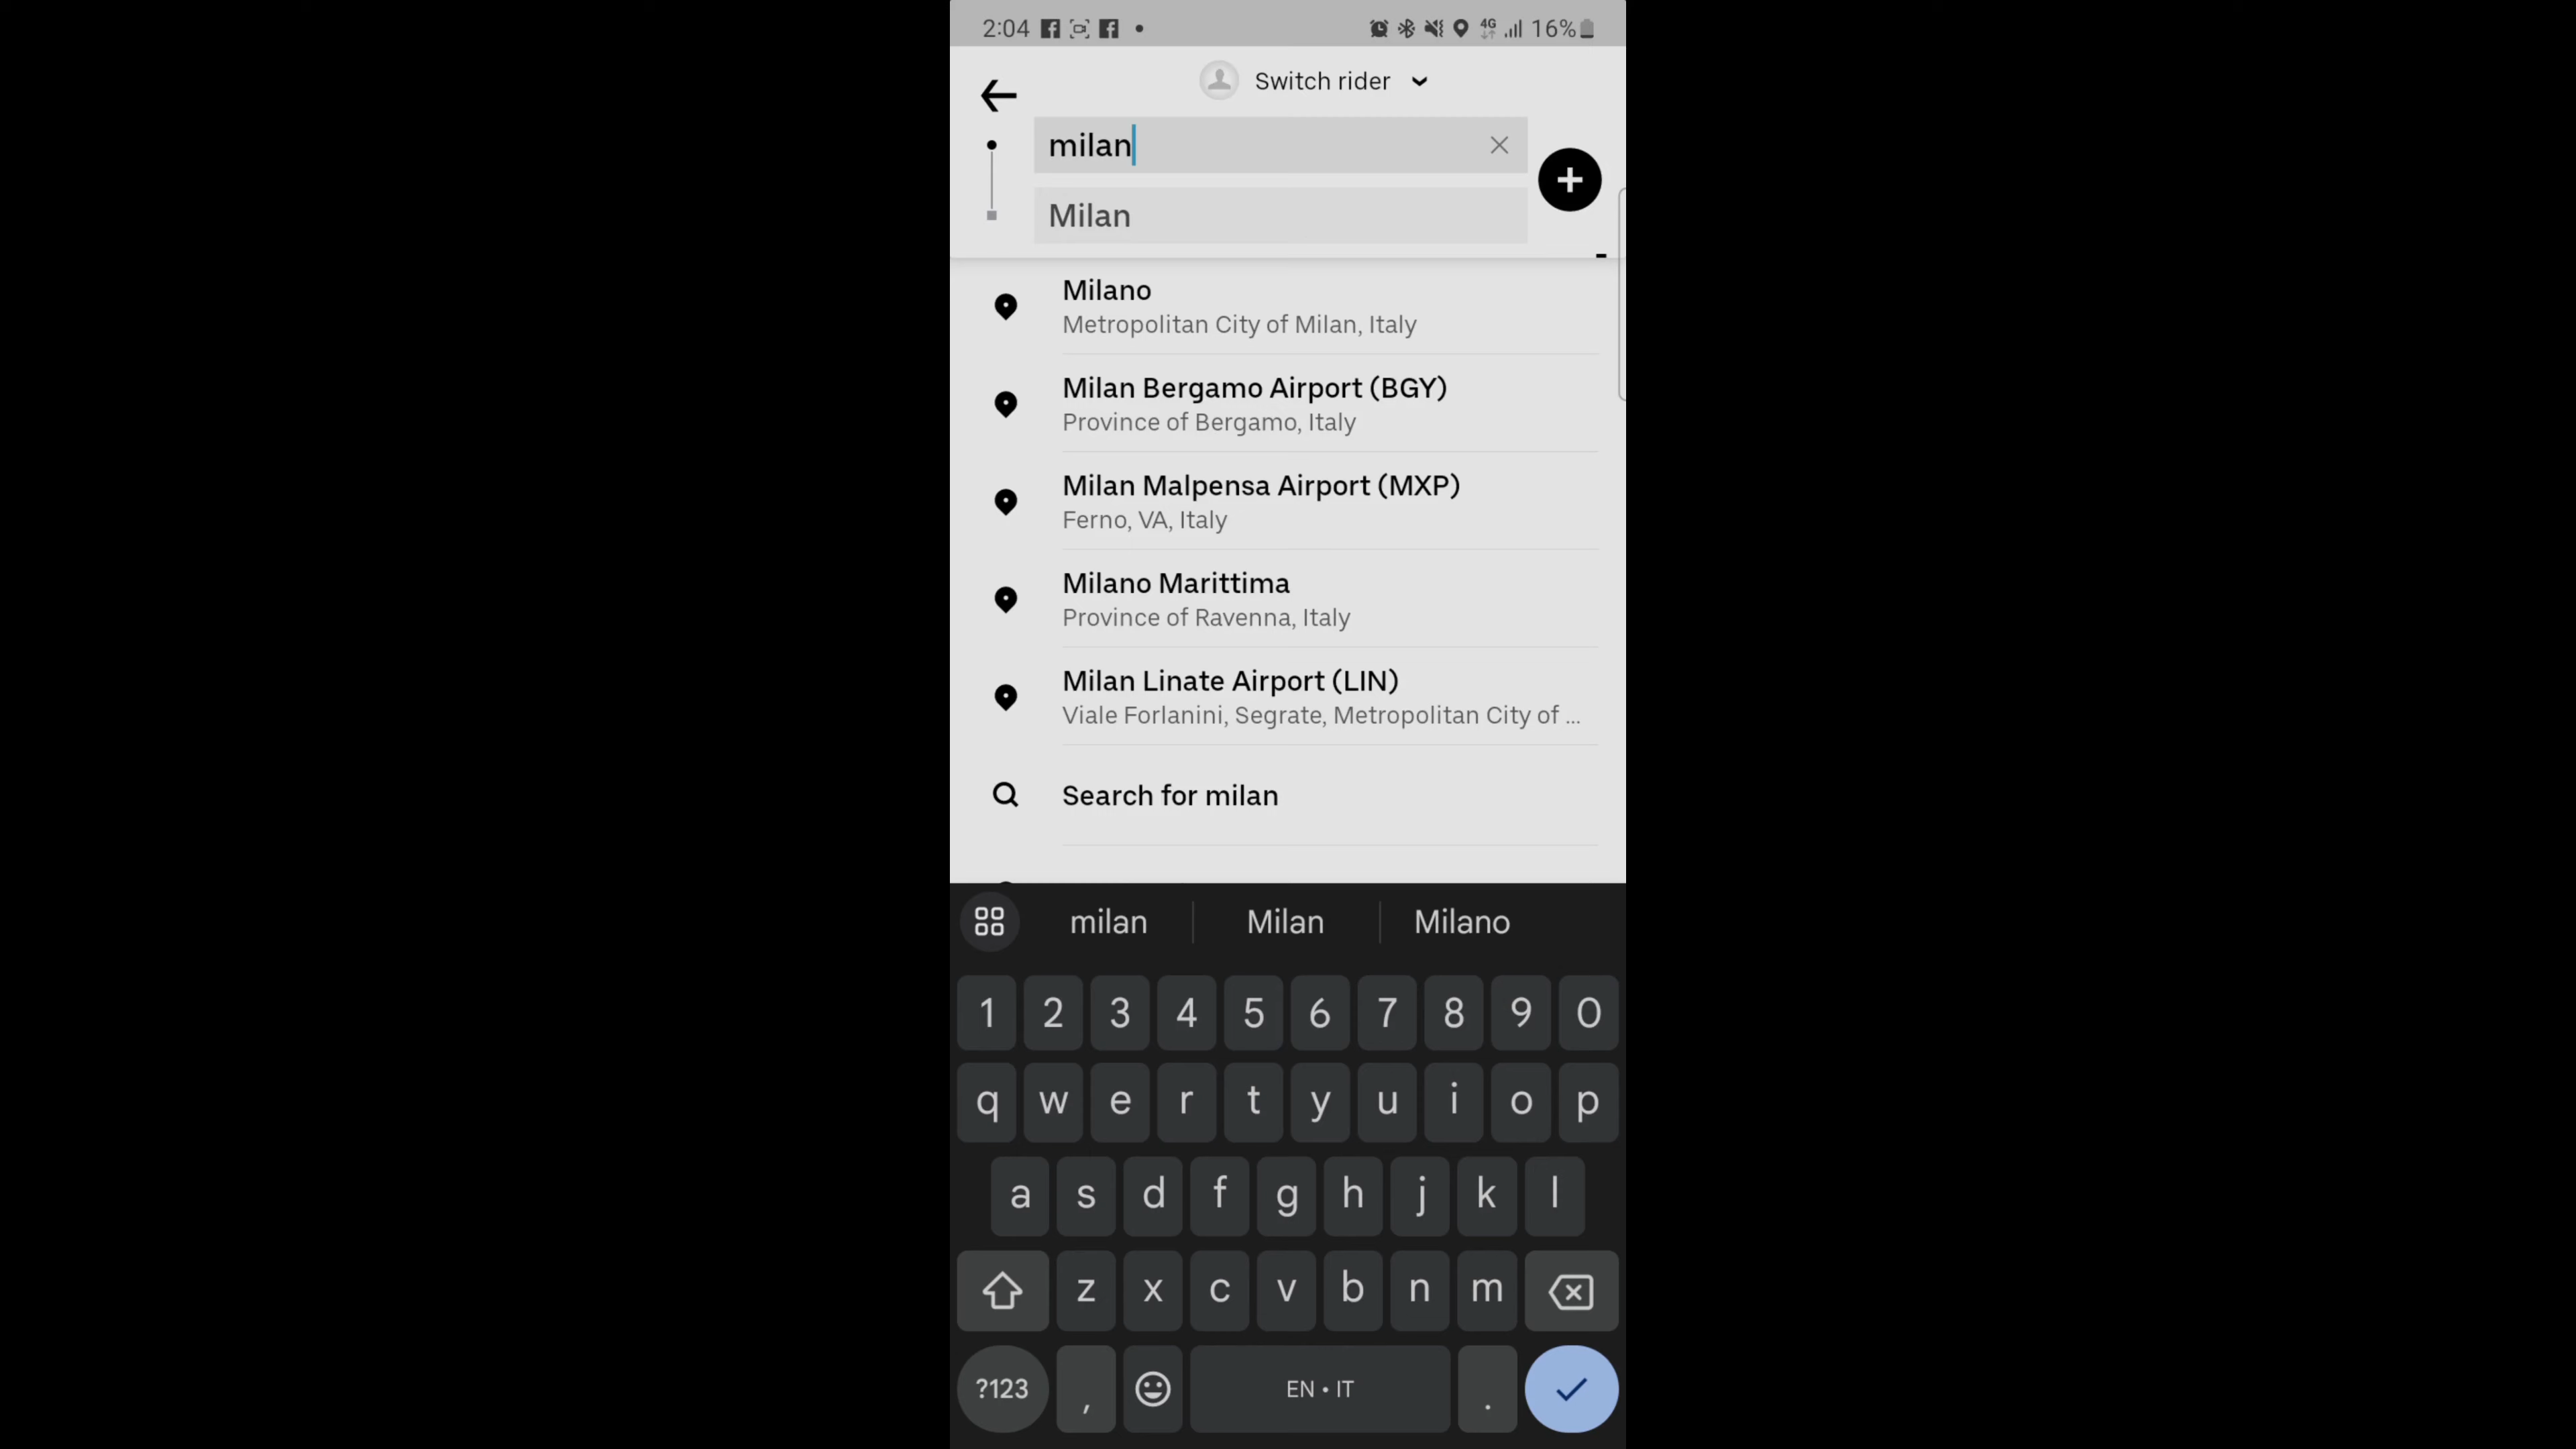 2:04 16%
Switch rider
milan
Milan
Milano
Metropolitan City of Milan, Italy
Milan Bergamo Airport (BGY)
Province of Bergamo, Italy
Milan Malpensa Airport (MXP)
Ferno, VA, Italy
Milano Marittima
Province of Ravenna, Italy
Milan Linate Airport (LIN)
Viale Forlanini, Segrate, Metropolitan City of ...
Search for milan
milan Milan Milano
1 2 3 4 5 6 7 8 9 0
q w e r t y u i o p
a s d f g h j k l
z x c v b n m
?123 , EN • IT .